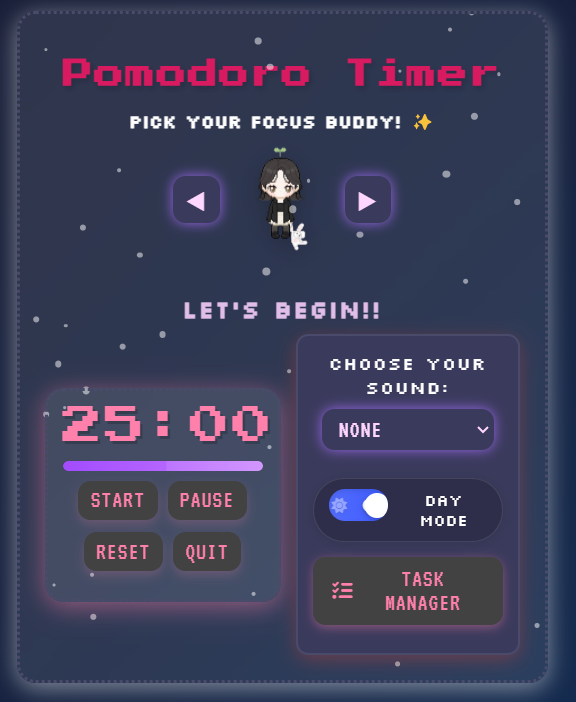 Pomodoro Timer
PICK YOUR FOCUS BUDDY! ✨
◀ ▶
LET'S BEGIN!!
25:00
START PAUSE
RESET QUIT
CHOOSE YOUR
SOUND:
NONE
DAY
MODE
TASK
MANAGER